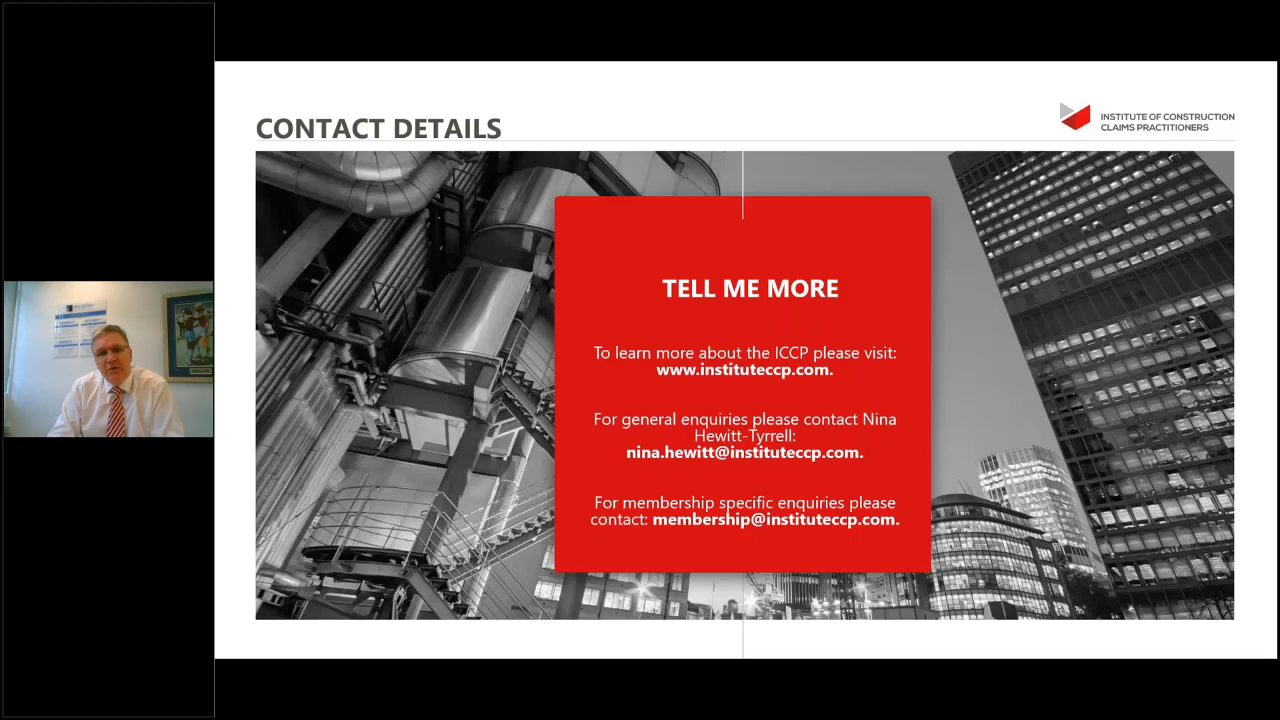 CONTACT DETAILS
INSTITUTE OF CONSTRUCTION
CLAIMS PRACTITIONERS
TELL ME MORE
To learn more about the ICCP please visit:
www.instituteccp.com.
For general enquiries please contact Nina
Hewitt-Tyrrell:
nina.hewitt@instituteccp.com.
For membership specific enquiries please
contact: membership@instituteccp.com.